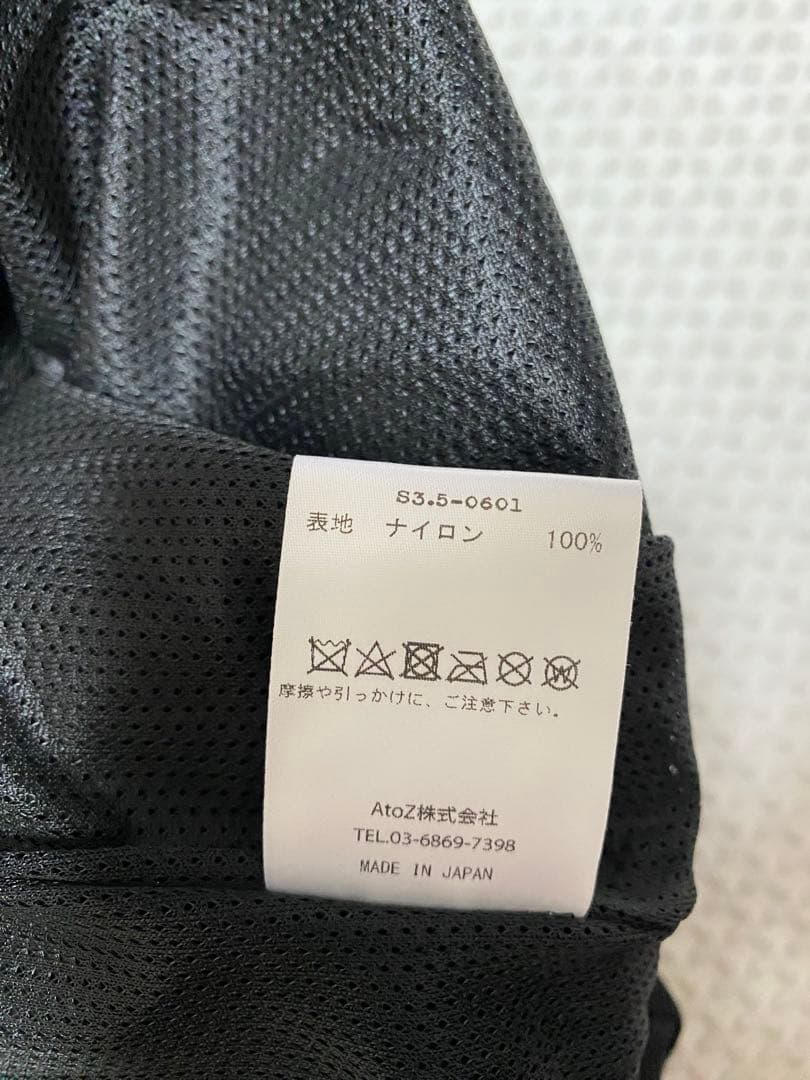 S3.5-0601
表地 ナイロン 100%
W
摩擦や引っかけに、ご注意下さい。
AtoZ株式会社
TEL.03-6869-7398
MADE IN JAPAN